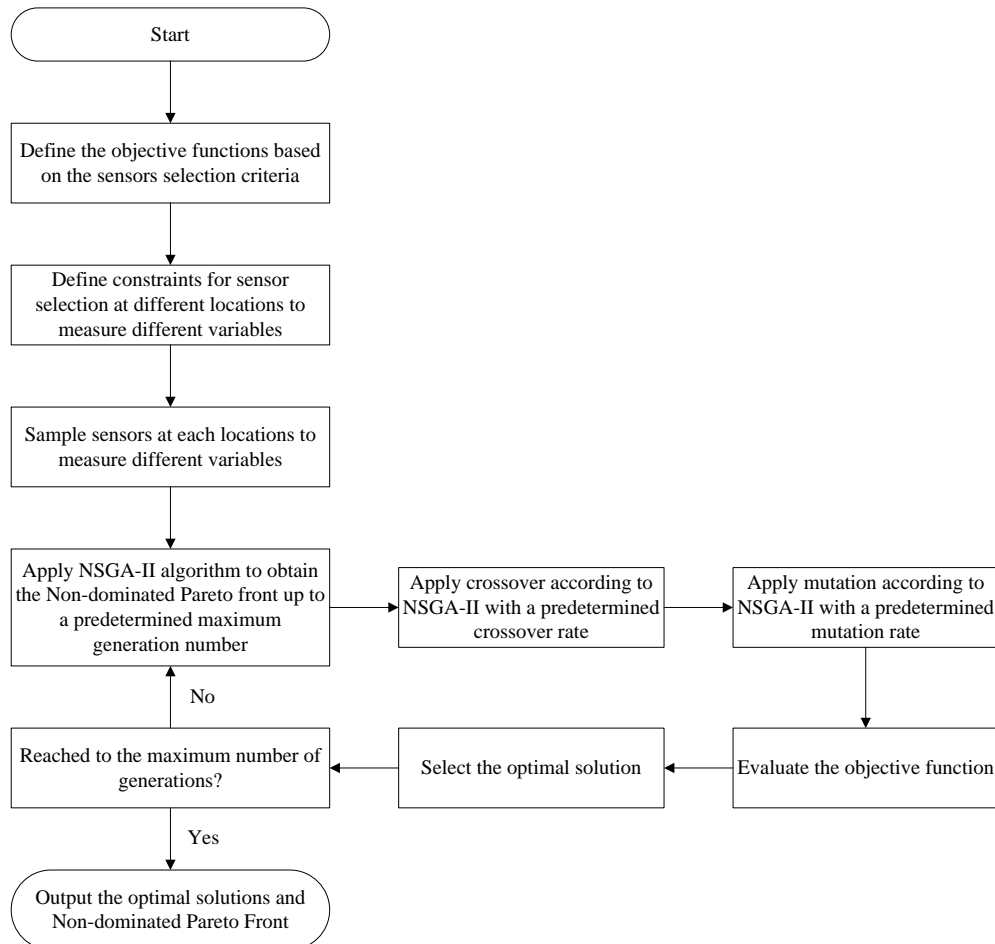 Start
Define the objective functions based
on the sensors selection criteria
Define constraints for sensor
selection at different locations to
measure different variables
Sample sensors at each locations to
measure different variables
Apply NSGA-II algorithm to obtain
the Non-dominated Pareto front up to
a predetermined maximum
generation number
Apply crossover according to
NSGA-II with a predetermined
crossover rate
Apply mutation according to
NSGA-II with a predetermined
mutation rate
Evaluate the objective function
Select the optimal solution
Reached to the maximum number of
generations?
No
Yes
Output the optimal solutions and
Non-dominated Pareto Front